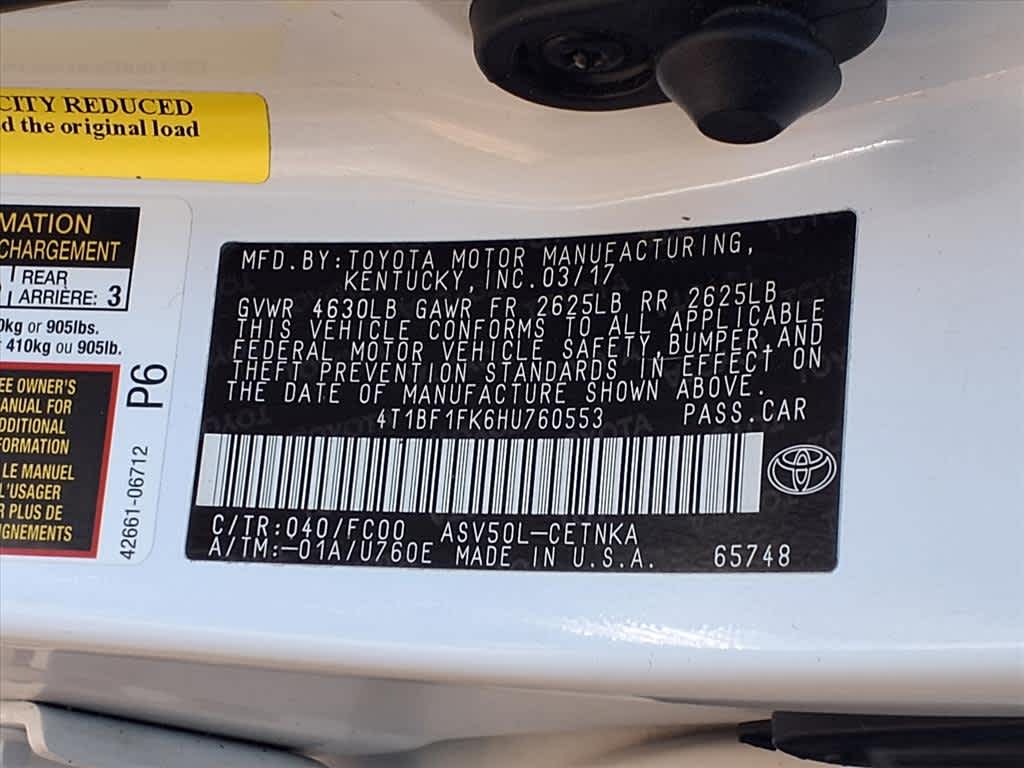 CITY REDUCED
d the original load
MATION
CHARGEMENT
REAR
ARRIÈRE: 3
0kg or 905lbs.
410kg ou 905lb.
P6
EE OWNER'S
ANUAL FOR
DDITIONAL
FORMATION
LE MANUEL
L'USAGER
R PLUS DE
IGNEMENTS
42661-06712
MFD.BY:TOYOTA MOTOR MANUFACTURING,
KENTUCKY,INC.03/17
GVWR 4630LB GAWR FR 2625LB RR 2625LB
THIS VEHICLE CONFORMS TO ALL APPLICABLE
FEDERAL MOTOR VEHICLE SAFETY,BUMPER,AND
THEFT PREVENTION STANDARDS IN EFFECT ON
THE DATE OF MANUFACTURE SHOWN ABOVE.
4T1BF1FK6HU760553 PASS.CAR
C/TR:040/FC00 ASV50L-CETNKA
A/TM:-01A/U760E MADE IN U.S.A. 65748